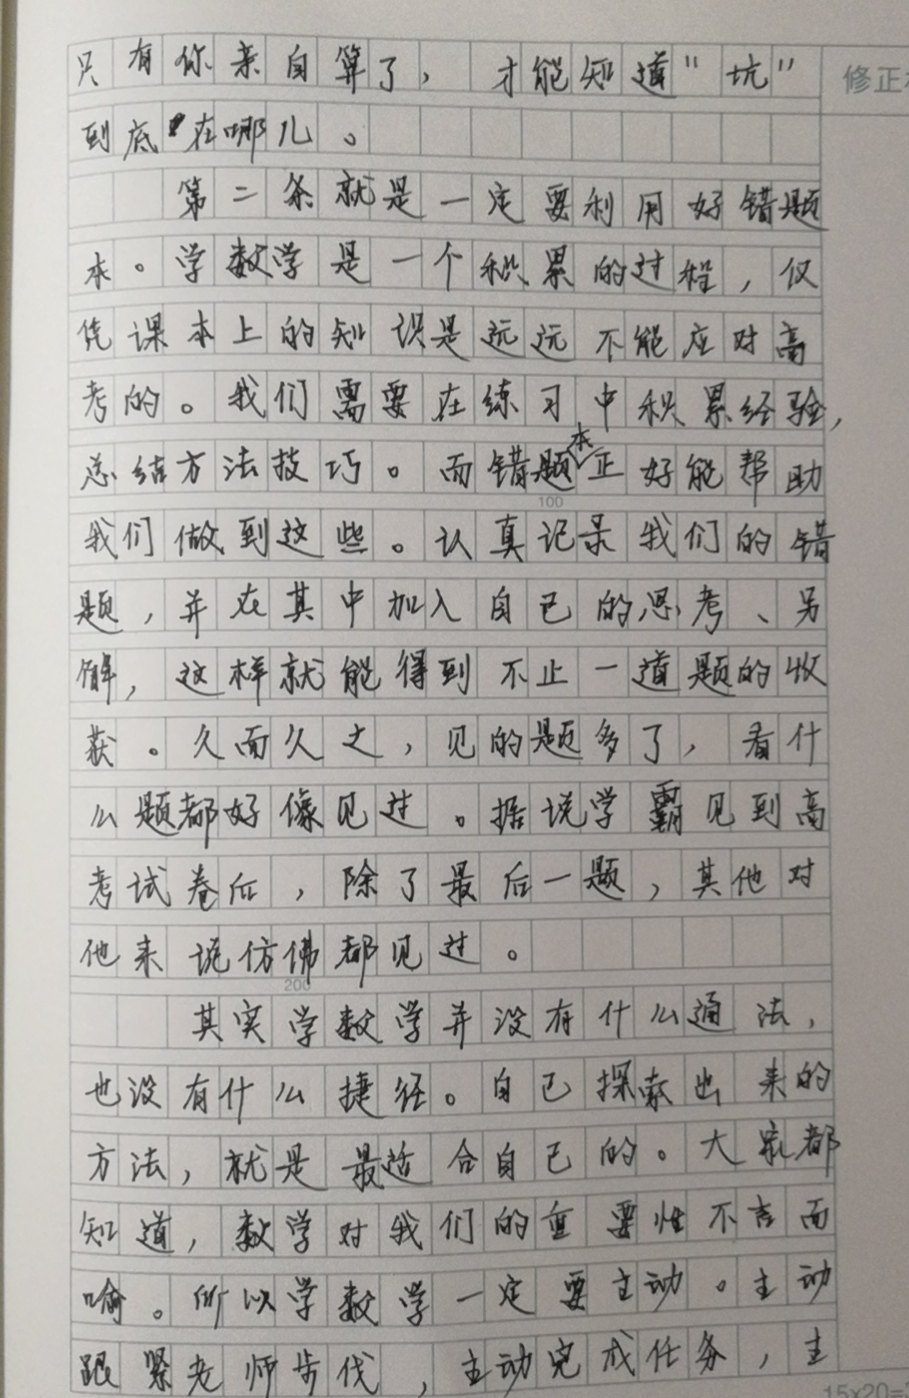 只有你亲自算了，才能知道“坑”
修正
到底在哪儿。
第二条就是一定要利用好错题
本。学数学是一个积累的过程，仅
凭课本上的知识是远远不能应对高
考的。我们需要在练习中积累经验，
总结方法技巧。而错题本正好能帮助
100
我们做到这些。认真记录我们的错
题，并在其中加入自己的思考、另
解，这样就能得到不止一道题的收
获。久而久之，见的题多了，看什
么题都好像见过。据说学霸见到高
考试卷后，除了最后一题，其他对
他来说仿佛都见过。
200
其实学数学并没有什么通法，
也没有什么捷径。自己探索出来的
方法，就是最适合自己的。大家都
知道，数学对我们的重要性不言而
喻。所以学数学一定要主动。主动
跟紧老师步伐，主动完成任务，主
15×20=